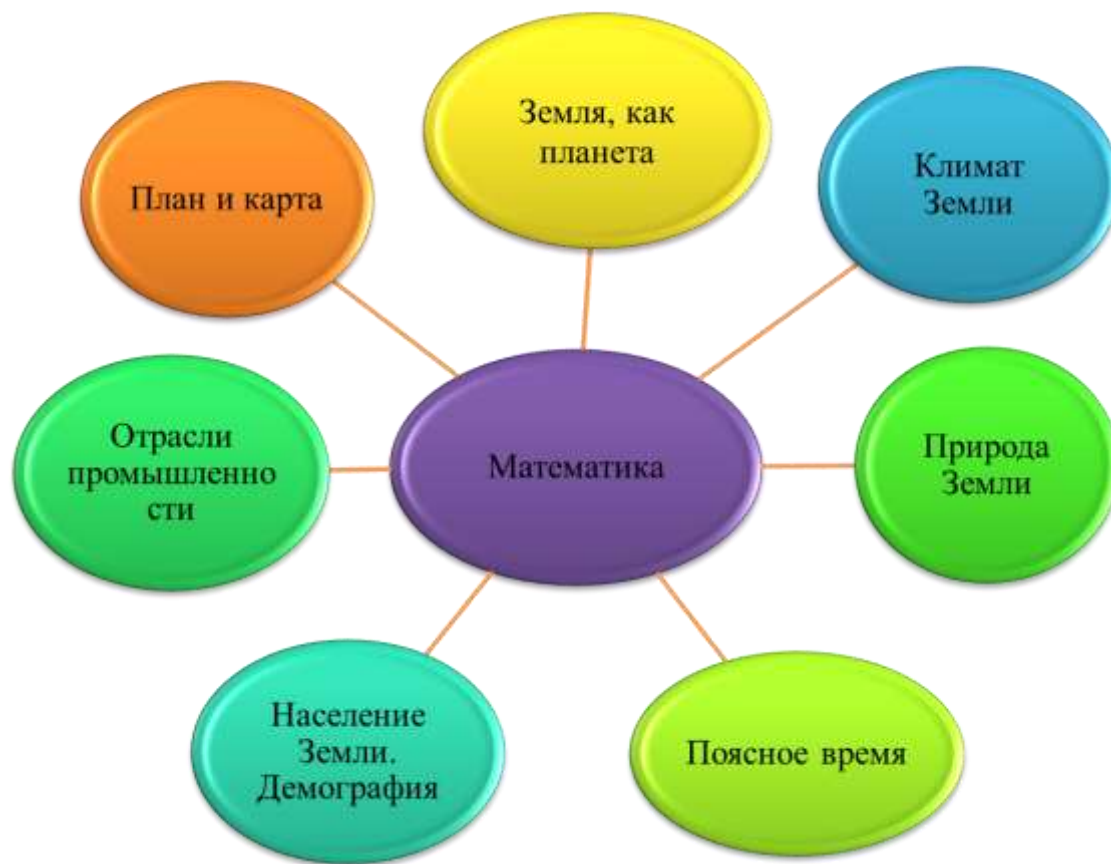 Земля, как
планета
План и карта
Климат
Земли
Отрасли
промышленно
сти
Математика
Природа
Земли
Население
Земли.
Демография
Поясное время